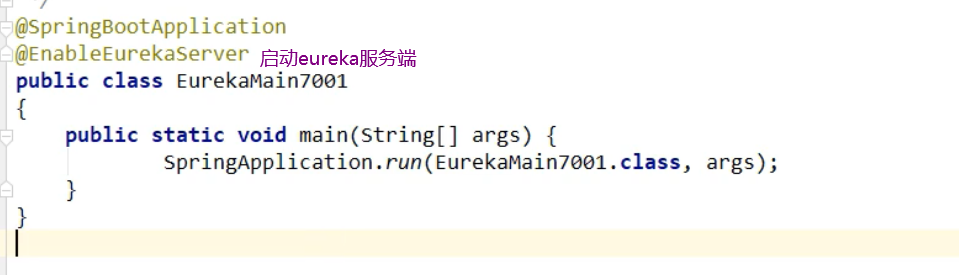 */
@SpringBootApplication
@EnableEurekaServer 启动eureka服务端
public class EurekaMain7001
{
public static void main(String[] args) {
SpringApplication.run(EurekaMain7001.class, args);
}
}